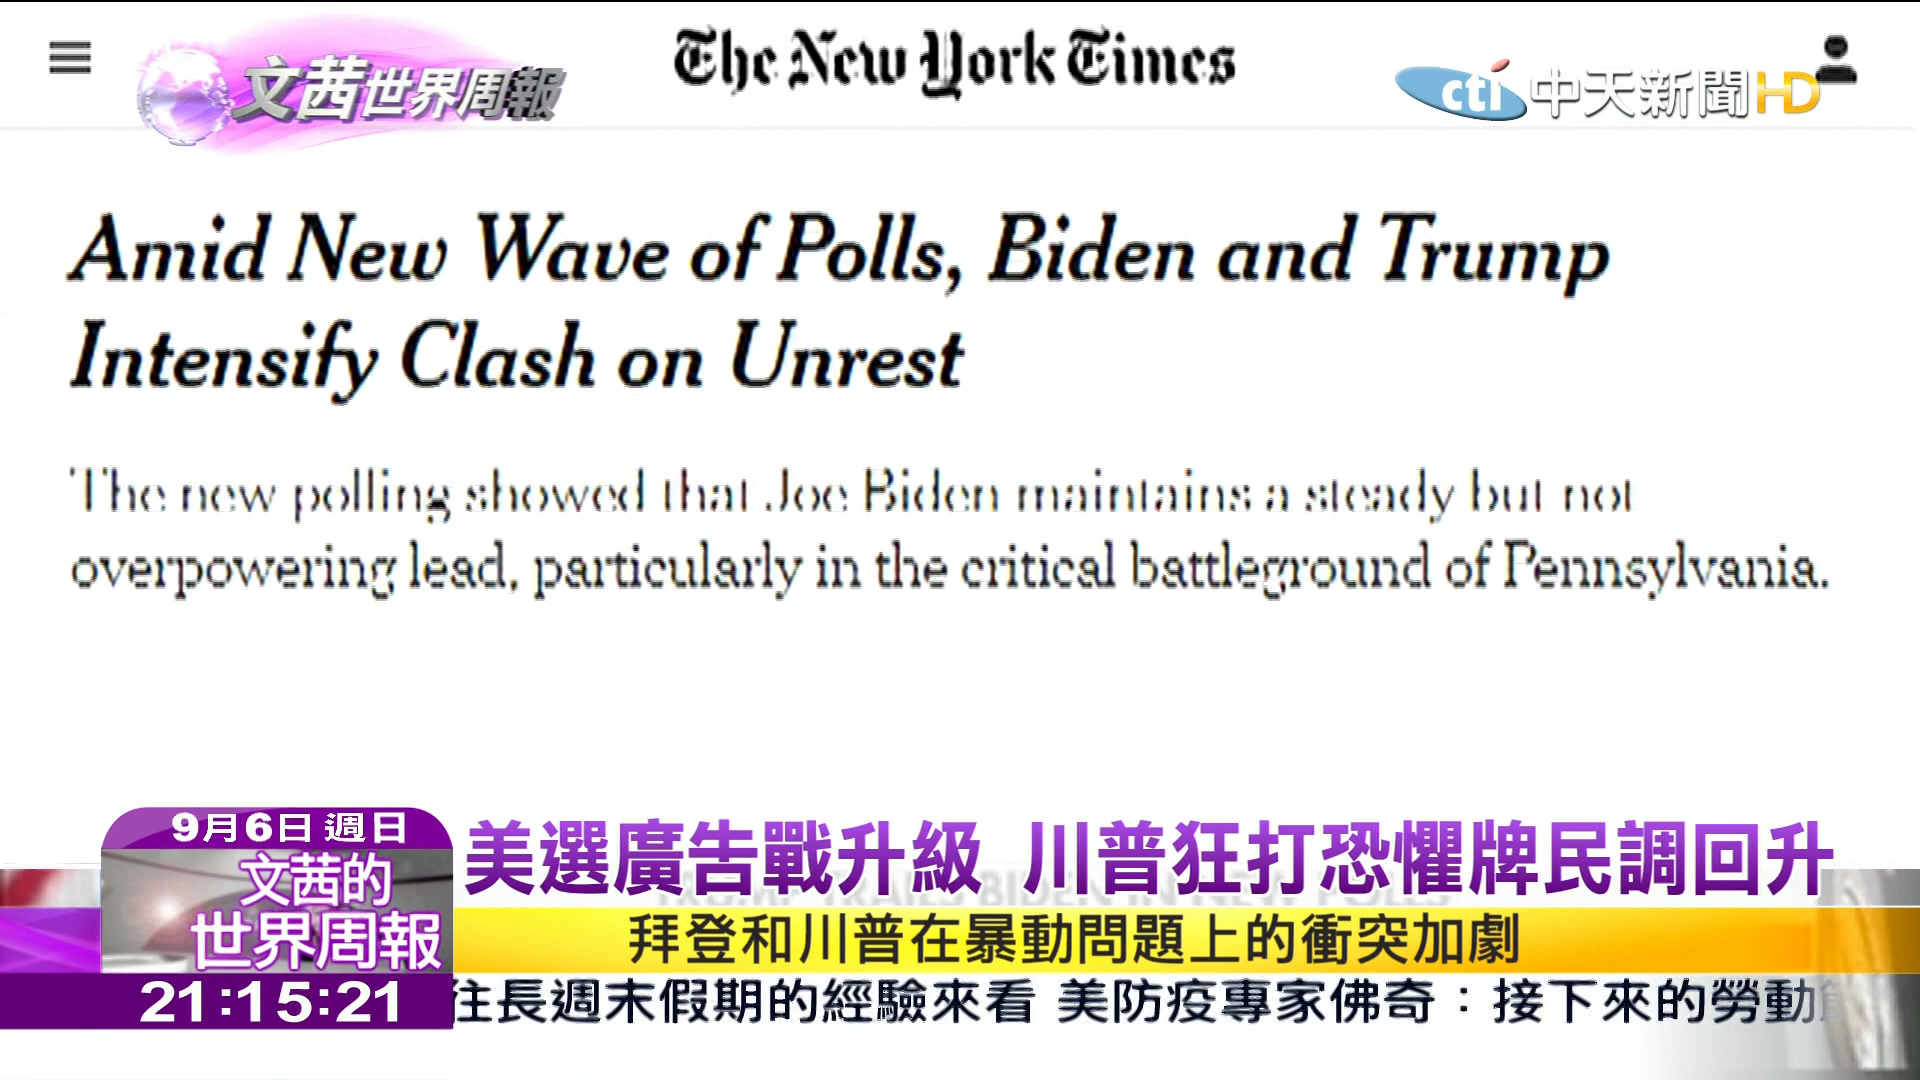 文茜世界周報
The New York Times
cti 中天新聞HD
Amid New Wave of Polls, Biden and Trump
Intensify Clash on Unrest
The new polling showed that Joe Biden maintains a steady but not
overpowering lead, particularly in the critical battleground of Pennsylvania.
9月6日 週日
文茜的
世界周報
美選廣告戰升級 川普狂打恐懼牌民調回升
TRUMP TRAILS BIDEN IN NEW POLLS
拜登和川普在暴動問題上的衝突加劇
21:15:21
往長週末假期的經驗來看 美防疫專家佛奇：接下來的勞動